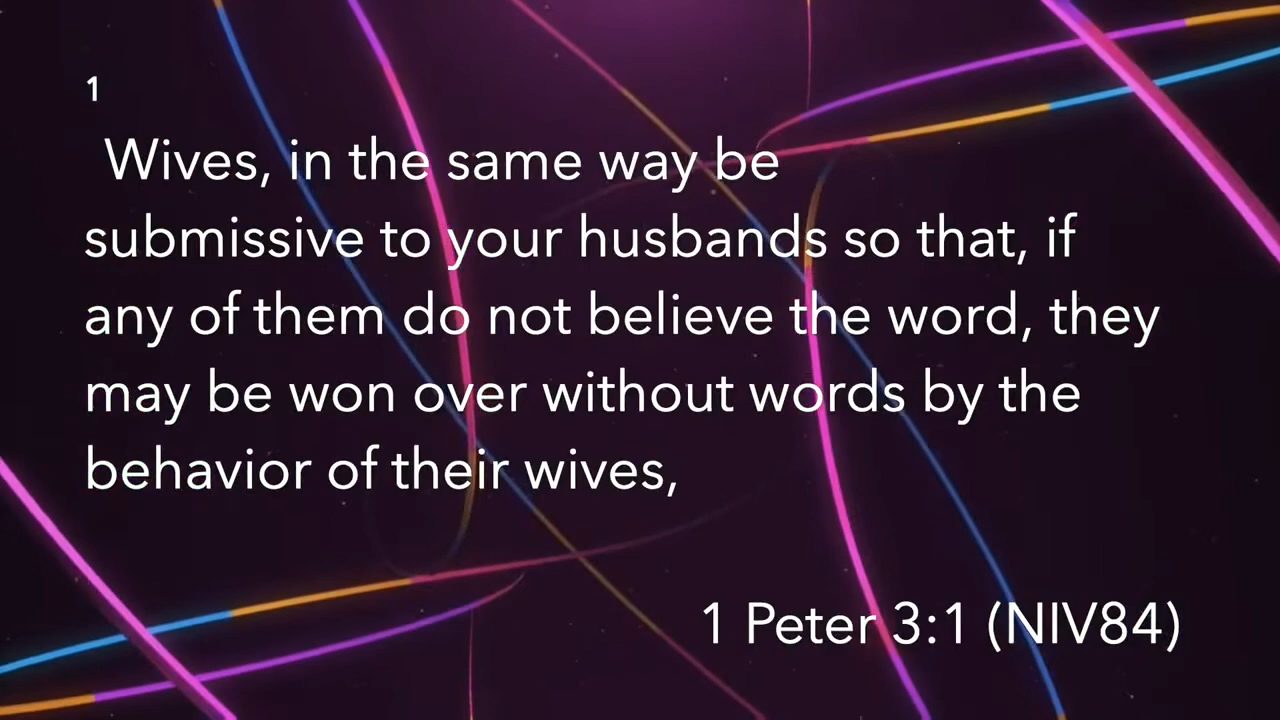 1
Wives, in the same way be
submissive to your husbands so that, if
any of them do not believe the word, they
may be won over without words by the
behavior of their wives,
1 Peter 3:1 (NIV84)